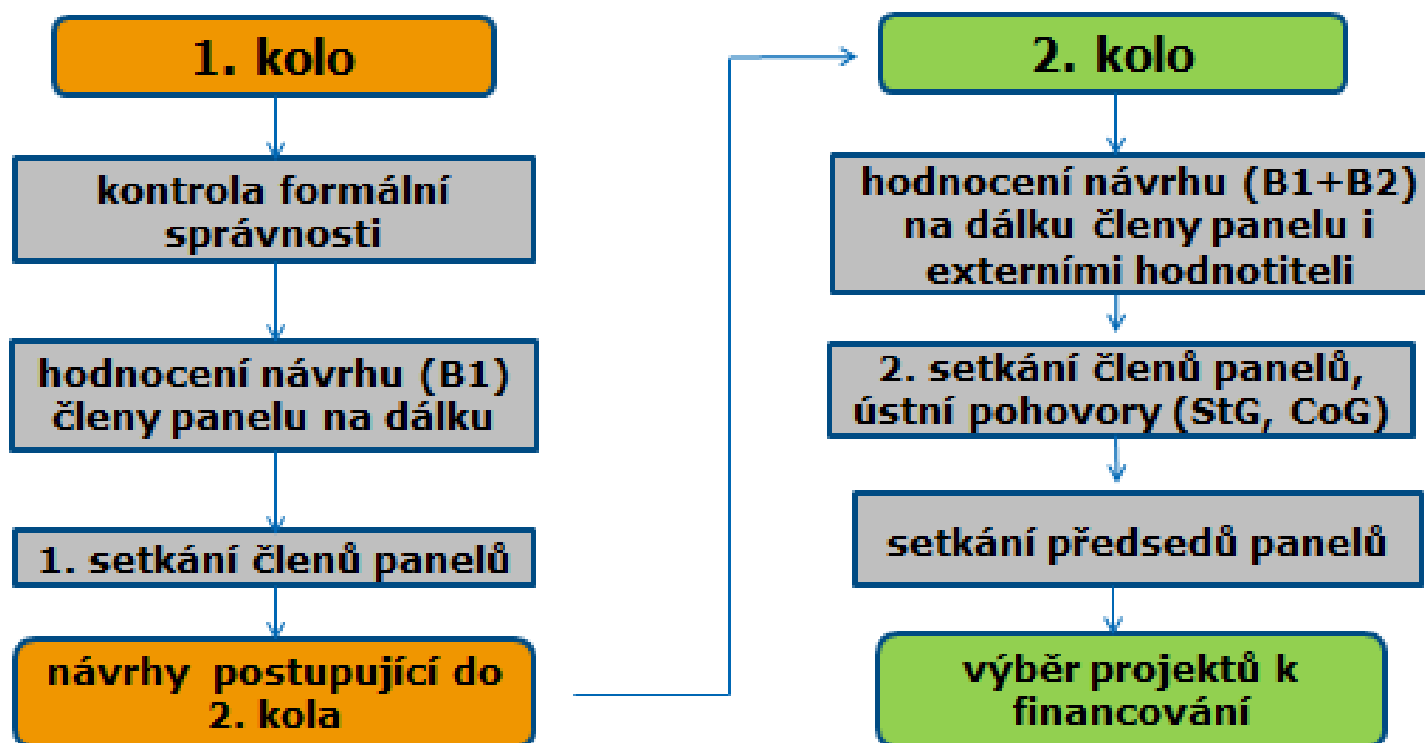 1. kolo
kontrola formální
správnosti
hodnocení návrhu (B1)
členy panelu na dálku
1. setkání členů panelů
návrhy postupující do
2. kola
2. kolo
hodnocení návrhu (B1+B2)
na dálku členy panelu i
externími hodnotiteli
2. setkání členů panelů,
ústní pohovory (StG, CoG)
setkání předsedů panelů
výběr projektů k
financování